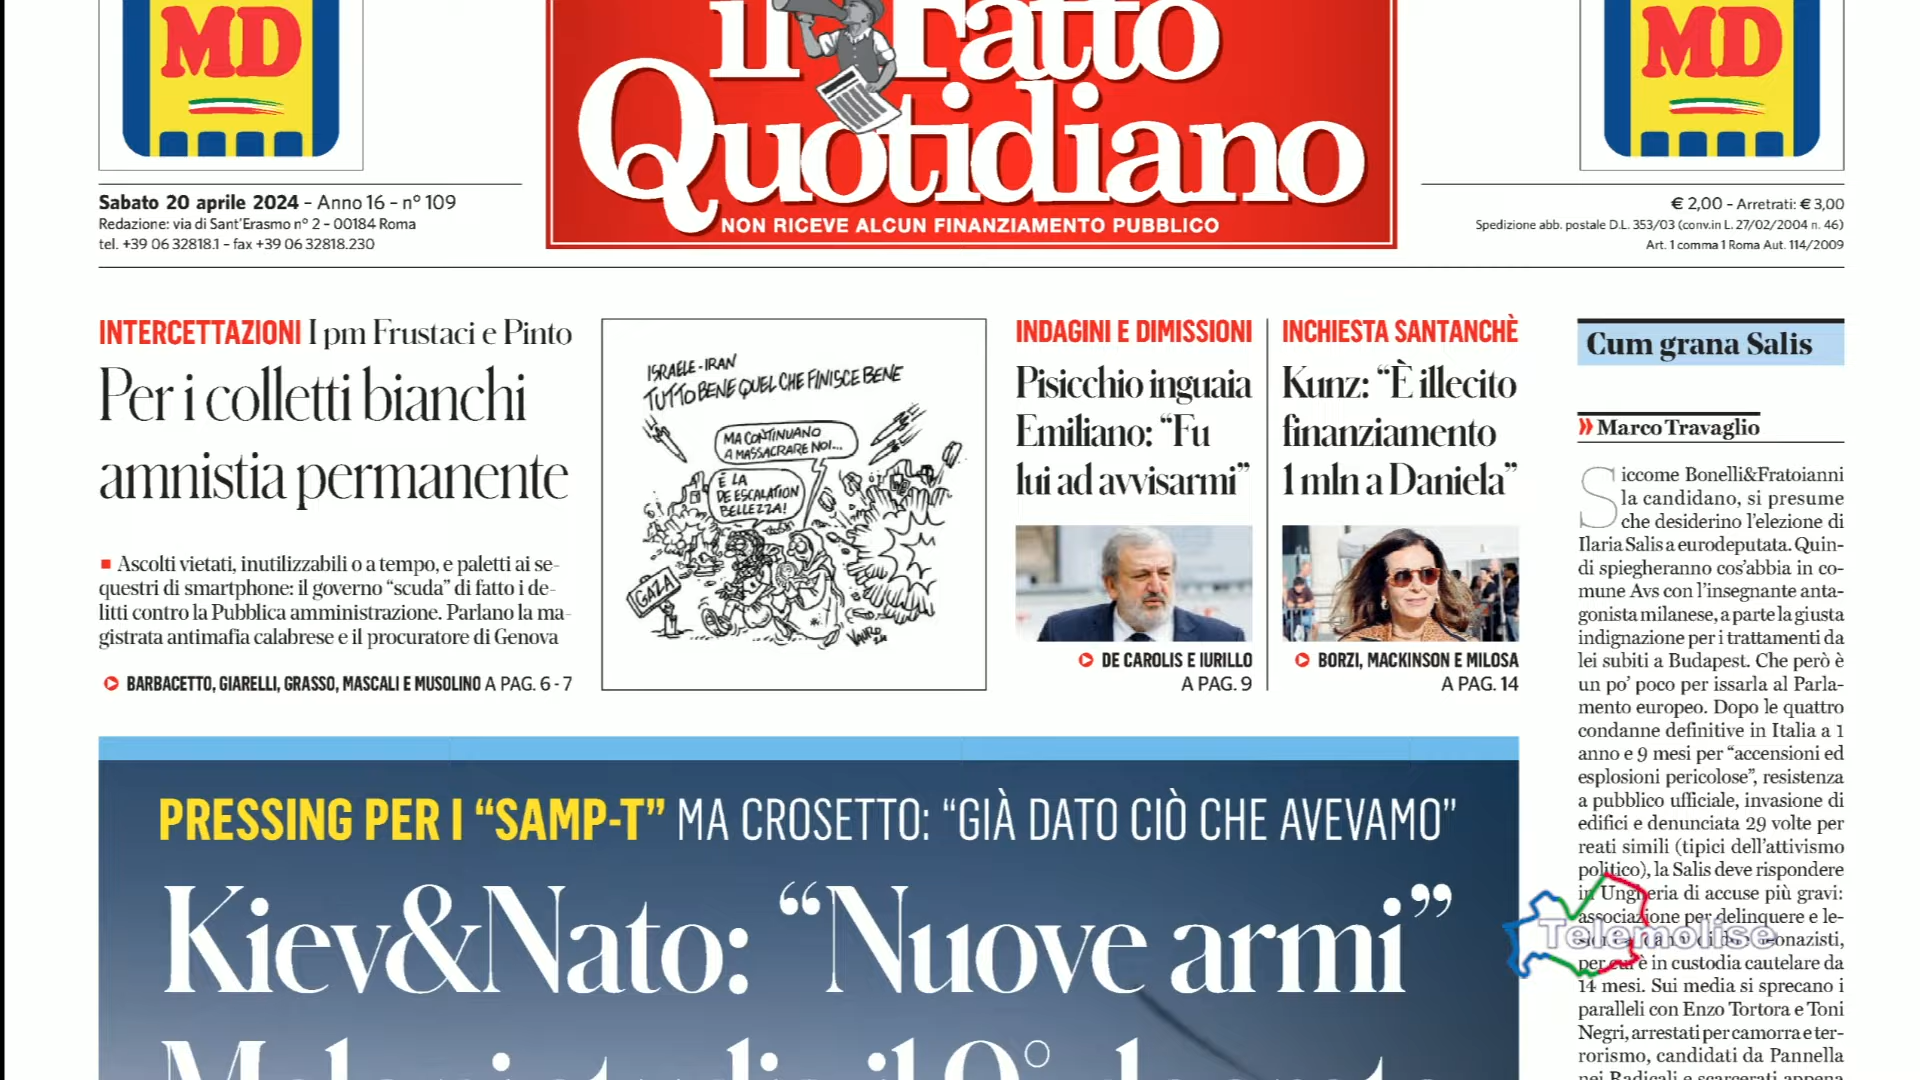 MD
il Fatto
Quotidiano
NON RICEVE ALCUN FINANZIAMENTO PUBBLICO
MD
Sabato 20 aprile 2024 – Anno 16 – n° 109
Redazione: via di Sant'Erasmo n° 2 – 00184 Roma
tel. +39 06 32818.1 – fax +39 06 32818.230
€ 2,00 – Arretrati: € 3,00
Spedizione abb. postale D.L. 353/03 (conv.in L. 27/02/2004 n. 46)
Art. 1 comma 1 Roma Aut. 114/2009
INTERCETTAZIONI I pm Frustaci e Pinto
Per i colletti bianchi
amnistia permanente
Ascolti vietati, inutilizzabili o a tempo, e paletti ai se-
questri di smartphone: il governo “scuda” di fatto i de-
litti contro la Pubblica amministrazione. Parlano la ma-
gistrata antimafia calabrese e il procuratore di Genova
BARBACETTO, GIARELLI, GRASSO, MASCALI E MUSOLINO A PAG. 6 - 7
ISRAELE-IRAN
TUTTO BENE QUEL CHE FINISCE BENE
MA CONTINUANO
A MASSACRARE NOI...
È LA
DE ESCALATION
BELLEZZA!
GAZA
VAURO
24
INDAGINI E DIMISSIONI
Pisicchio inguaia
Emiliano: “Fu
lui ad avvisarmi”
DE CAROLIS E IURILLO
A PAG. 9
INCHIESTA SANTANCHÈ
Kunz: “È illecito
finanziamento
1 mln a Daniela”
BORZI, MACKINSON E MILOSA
A PAG. 14
Cum grana Salis
» Marco Travaglio
Siccome Bonelli&Fratoianni
la candidano, si presume
che desiderino l'elezione di
Ilaria Salis a eurodeputata. Quin-
di spiegheranno cos'abbia in co-
mune Avs con l'insegnante anta-
gonista milanese, a parte la giusta
indignazione per i trattamenti da
lei subiti a Budapest. Che però è
un po' poco per issarla al Parla-
mento europeo. Dopo le quattro
condanne definitive in Italia a 1
anno e 9 mesi per “accensioni ed
esplosioni pericolose”, resistenza
a pubblico ufficiale, invasione di
edifici e denunciata 29 volte per
reati simili (tipici dell'attivismo
politico), la Salis deve rispondere
in Ungheria di accuse più gravi:
associazione per delinquere e le-
neonazisti,
per cui è in custodia cautelare da
14 mesi. Sui media si sprecano i
paralleli con Enzo Tortora e Toni
Negri, arrestati per camorra e ter-
rorismo, candidati da Pannella
nei Radicali e scarcerati appena
Telemolise
PRESSING PER I “SAMP-T” MA CROSETTO: “GIÀ DATO CIÒ CHE AVEVAMO”
Kiev&Nato: “Nuove armi”